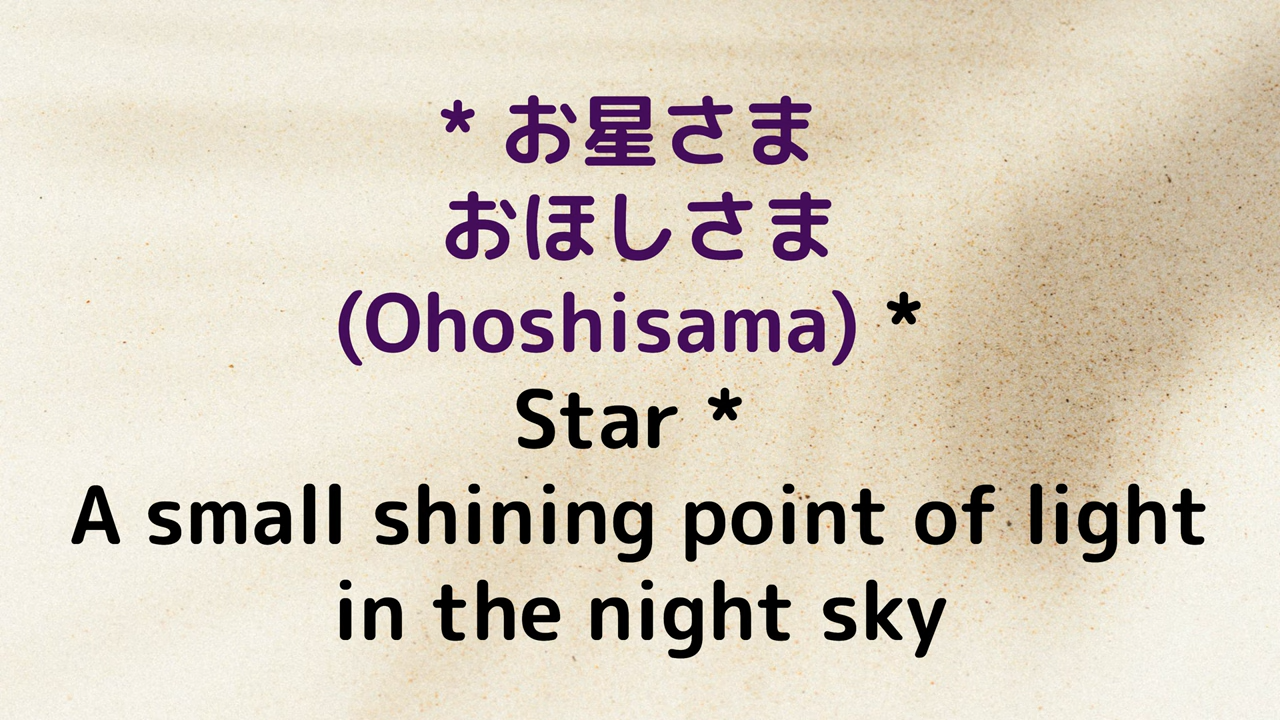 * お星さま
おほしさま
(Ohoshisama) *
Star *
A small shining point of light
in the night sky